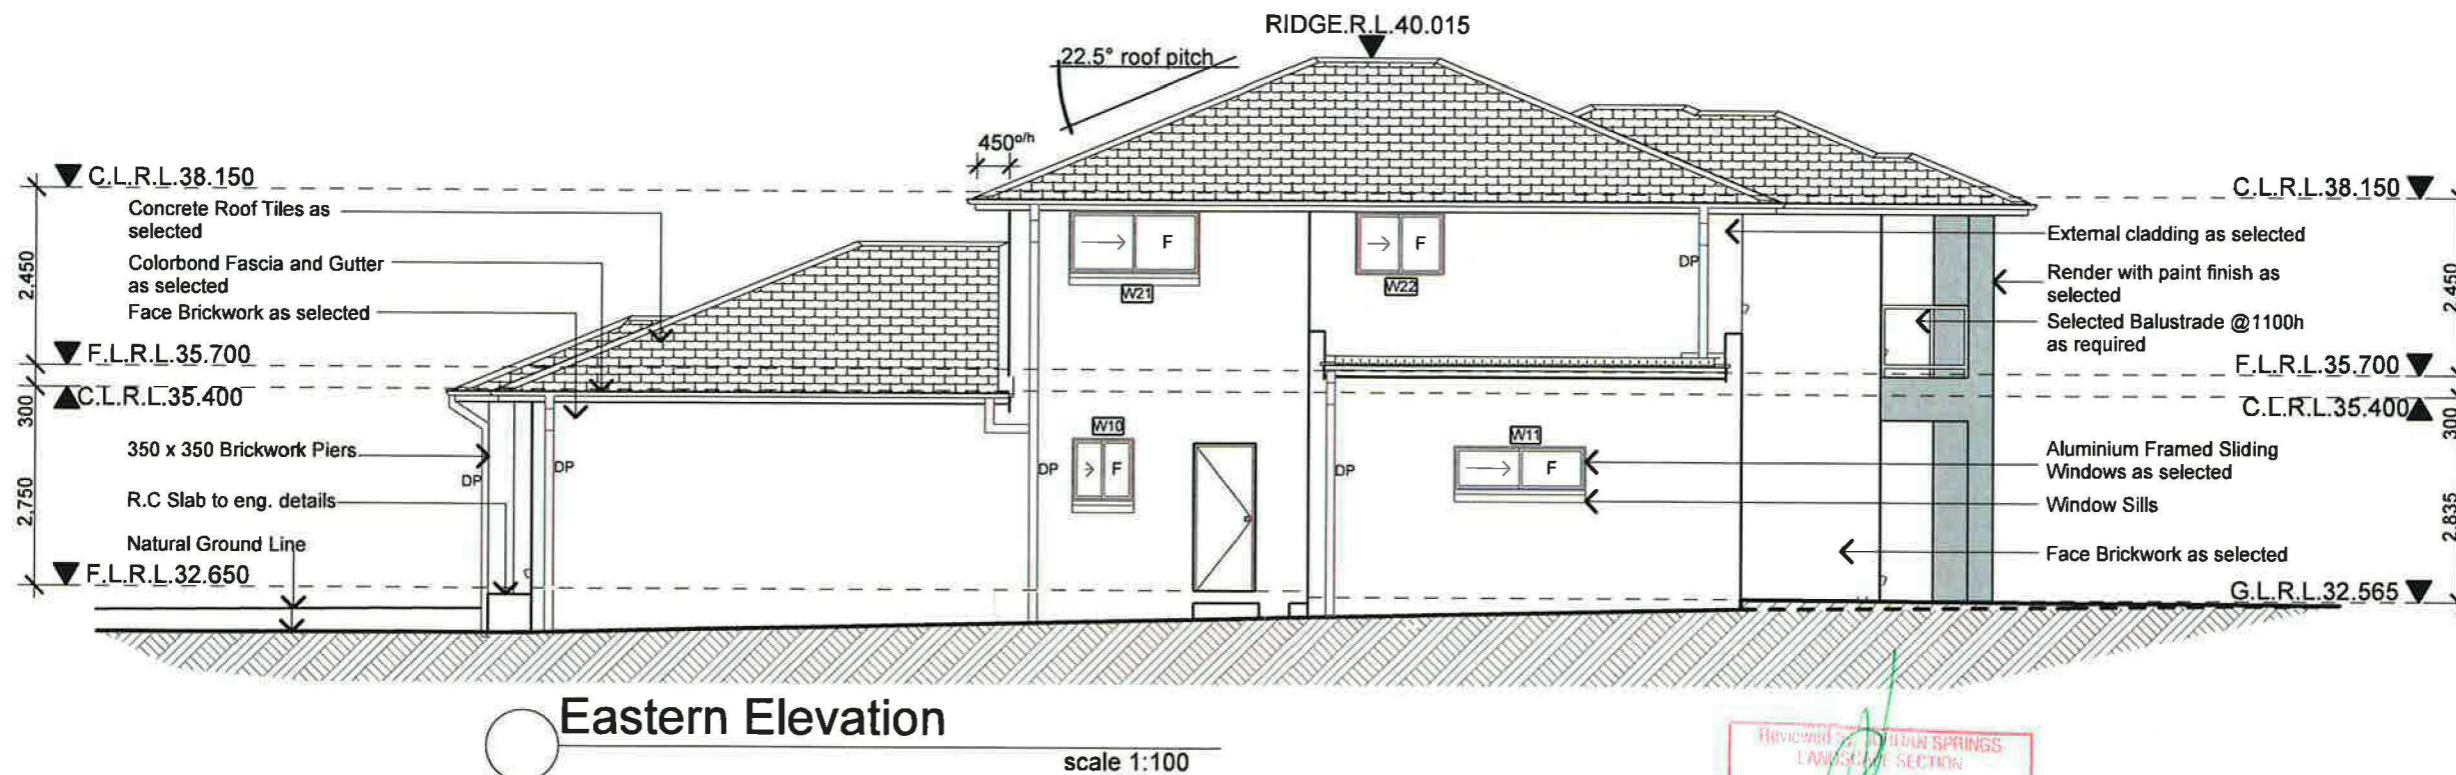 RIDGE.R.L.40.015
22.5° roof pitch
450o/h
C.L.R.L.38.150
Concrete Roof Tiles as
selected
Colorbond Fascia and Gutter
as selected
Face Brickwork as selected
F.L.R.L.35.700
C.L.R.L.35.400
350 x 350 Brickwork Piers
R.C Slab to eng. details
Natural Ground Line
F.L.R.L.32.650
2,450
300
2,750
DP
DP
DP
DP
DP
F
W21
F
W22
W10
F
W11
F
C.L.R.L.38.150
External cladding as selected
Render with paint finish as
selected
Selected Balustrade @1100h
as required
F.L.R.L.35.700
C.L.R.L.35.400
Aluminium Framed Sliding
Windows as selected
Window Sills
Face Brickwork as selected
G.L.R.L.32.565
2,450
300
2,835
Eastern Elevation
scale 1:100
Reviewed SPRINGS
LANDSCAPE SECTION